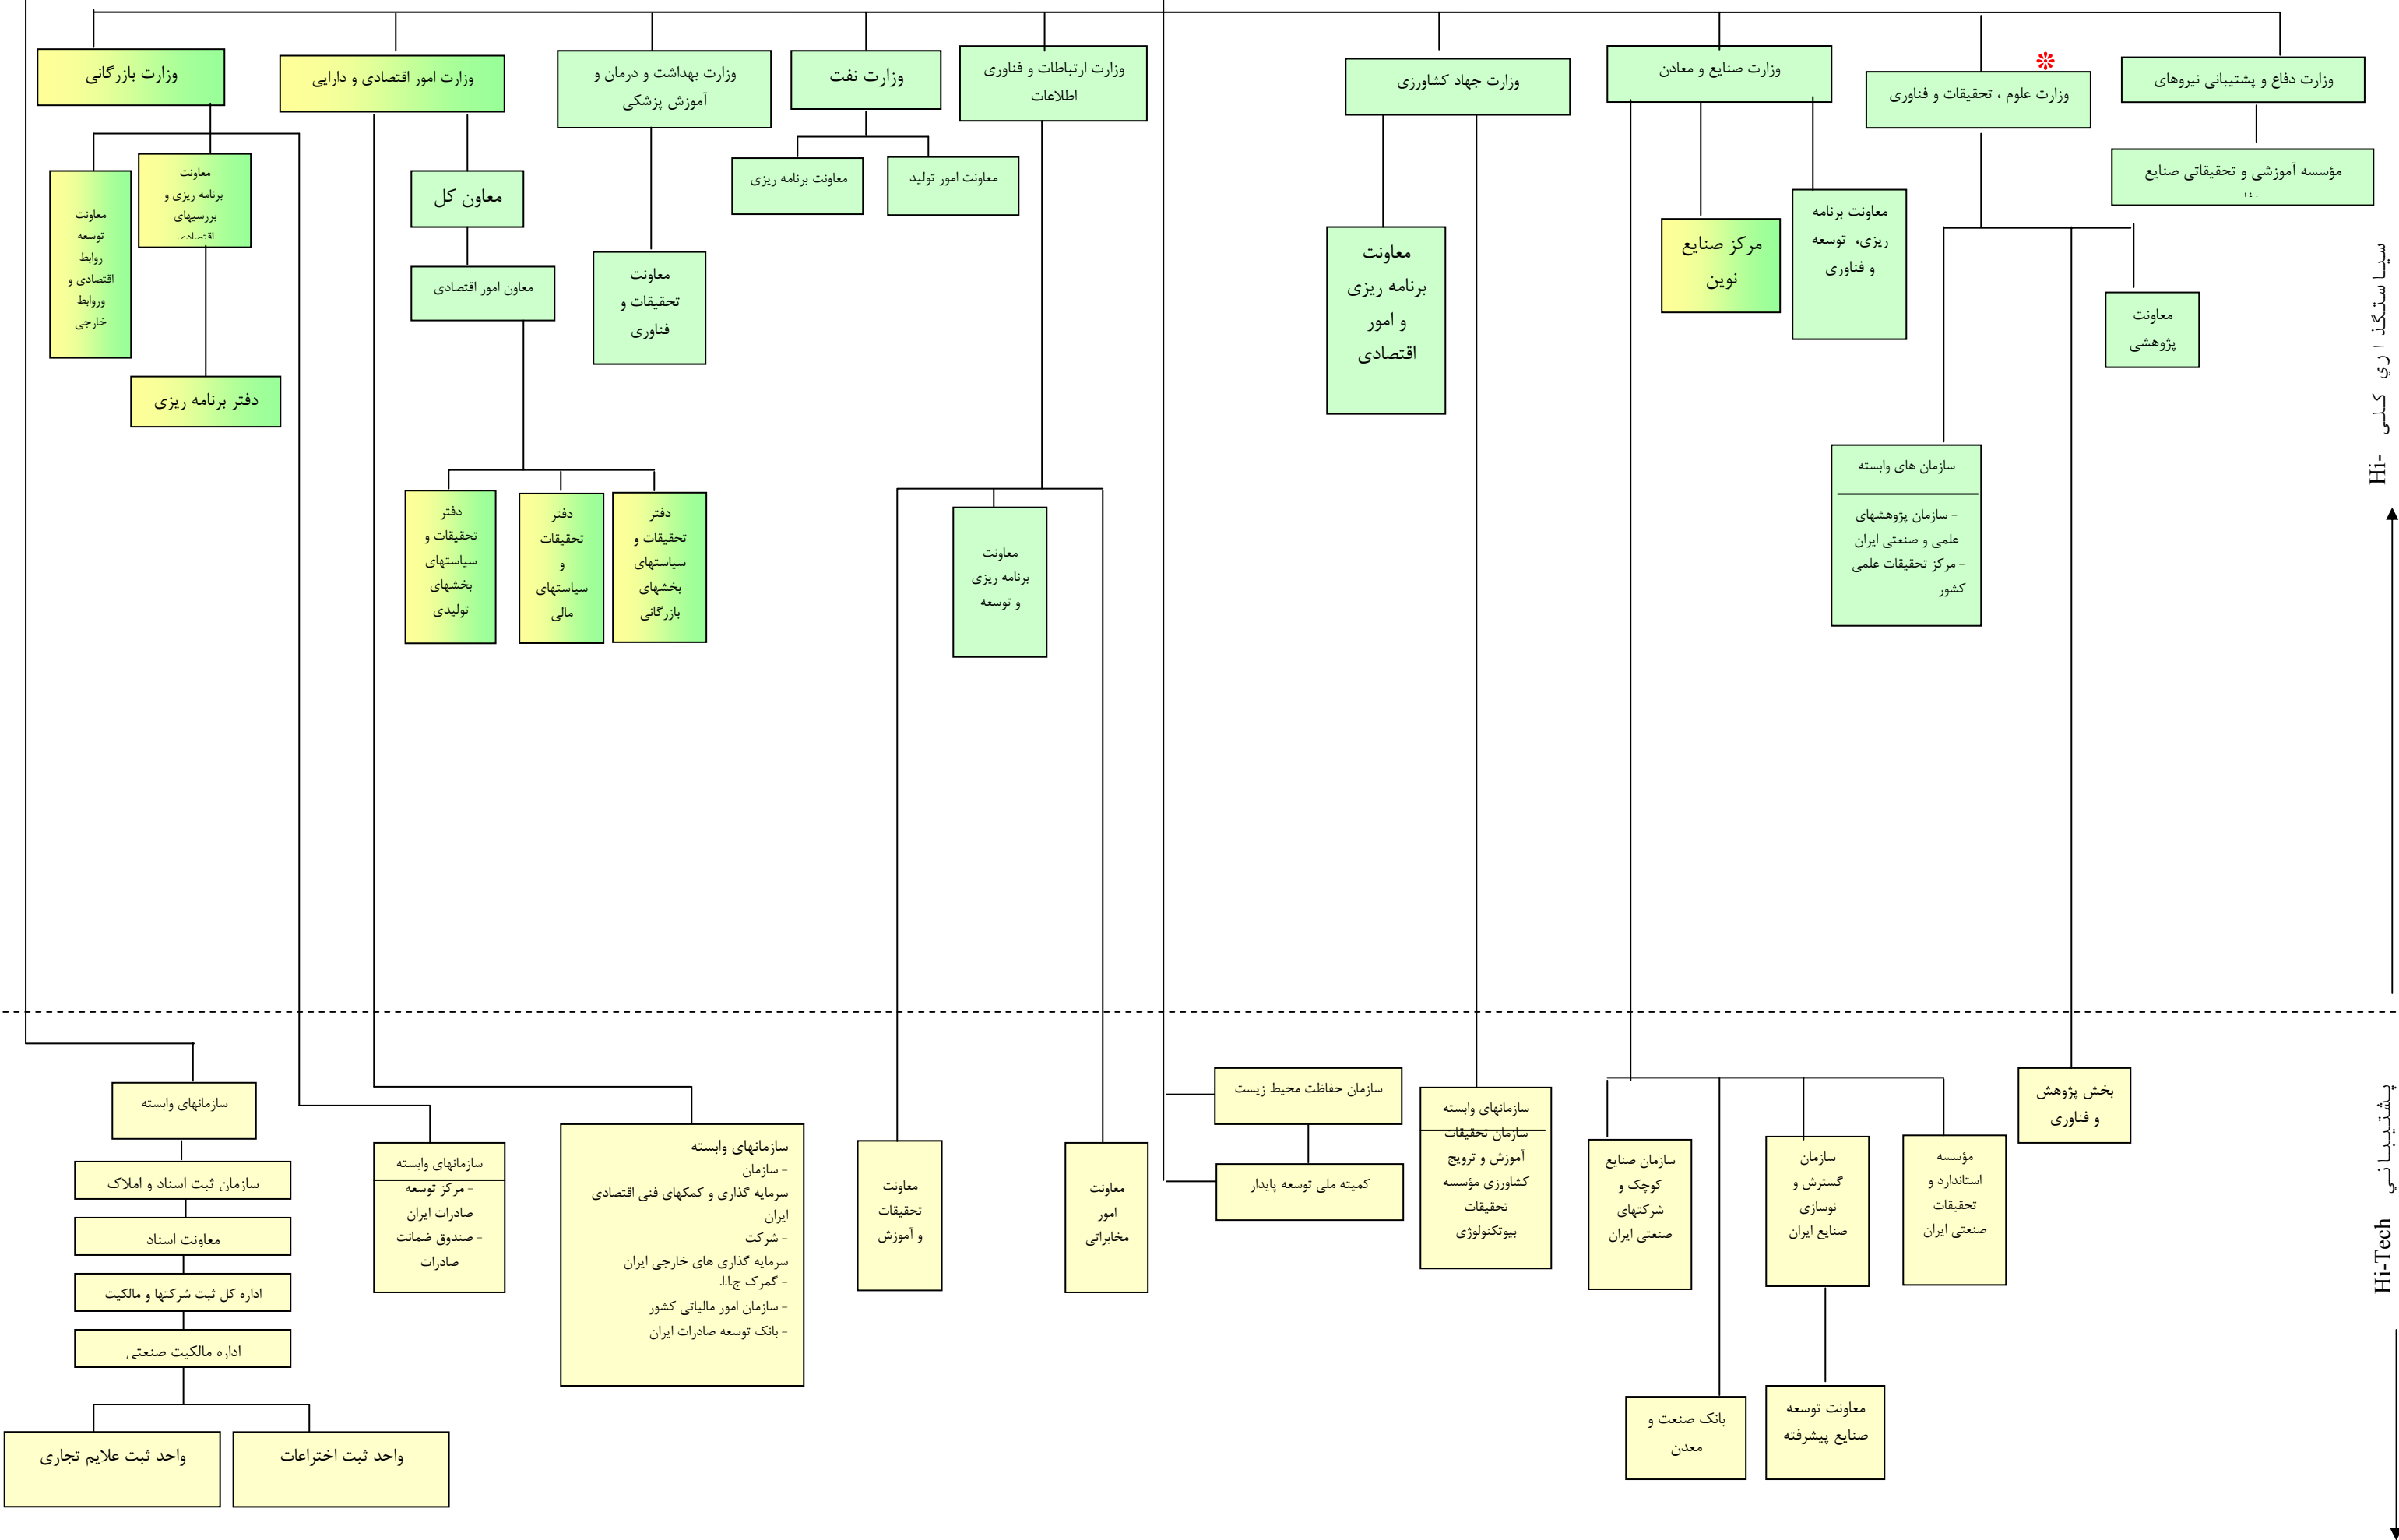 وزارت دفاع و پشتیبانی نیروهای
وزارت علوم ، تحقیقات و فناوری
وزارت صنایع و معادن
وزارت جهاد کشاورزی
وزارت ارتباطات و فناوری
اطلاعات
وزارت نفت
وزارت بهداشت و درمان و
آموزش پزشکی
وزارت امور اقتصادی و دارایی
وزارت بازرگانی
مؤسسه آموزشی و تحقیقاتی صنایع
معاونت
پژوهشی
سازمان های وابسته
- سازمان پژوهشهای
علمی و صنعتی ایران
- مرکز تحقیقات علمی
کشور
معاونت برنامه
ریزی، توسعه
و فناوری
مرکز صنایع
نوین
معاونت
برنامه ریزی
و امور
اقتصادی
معاونت امور تولید
معاونت برنامه ریزی
معاونت
برنامه ریزی
و توسعه
معاونت
تحقیقات و
فناوری
معاون کل
معاون امور اقتصادی
دفتر
تحقیقات و
سیاستهای
بخشهای
بازرگانی
دفتر
تحقیقات
و
سیاستهای
مالی
دفتر
تحقیقات و
سیاستهای
بخشهای
تولیدی
معاونت
برنامه ریزی و
بررسیهای
اقتصادی
معاونت
توسعه
روابط
اقتصادی و
وروابط
خارجی
دفتر برنامه ریزی
سیاستگذاري کلی Hi-
پشتیباني Hi-Tech
بخش پژوهش
و فناوری
مؤسسه
استاندارد و
تحقیقات
صنعتی ایران
سازمان
گسترش و
نوسازی
صنایع ایران
معاونت توسعه
صنایع پیشرفته
سازمان صنایع
کوچک و
شرکتهای
صنعتی ایران
بانک صنعت و
معدن
سازمانهای وابسته
سازمان تحقیقات
آموزش و ترویج
کشاورزی مؤسسه
تحقیقات
بیوتکنولوژی
سازمان حفاظت محیط زیست
کمیته ملی توسعه پایدار
معاونت
امور
مخابراتی
معاونت
تحقیقات
و آموزش
سازمانهای وابسته
- سازمان
سرمایه گذاری و کمکهای فنی اقتصادی
ایران
- شرکت
سرمایه گذاری های خارجی ایران
- گمرک ج.ا.ا.
- سازمان امور مالیاتی کشور
- بانک توسعه صادرات ایران
سازمانهای وابسته
- مرکز توسعه
صادرات ایران
- صندوق ضمانت
صادرات
سازمانهای وابسته
سازمان ثبت اسناد و املاک
معاونت اسناد
اداره کل ثبت شرکتها و مالکیت
اداره مالکیت صنعتی
واحد ثبت اختراعات
واحد ثبت علایم تجاری